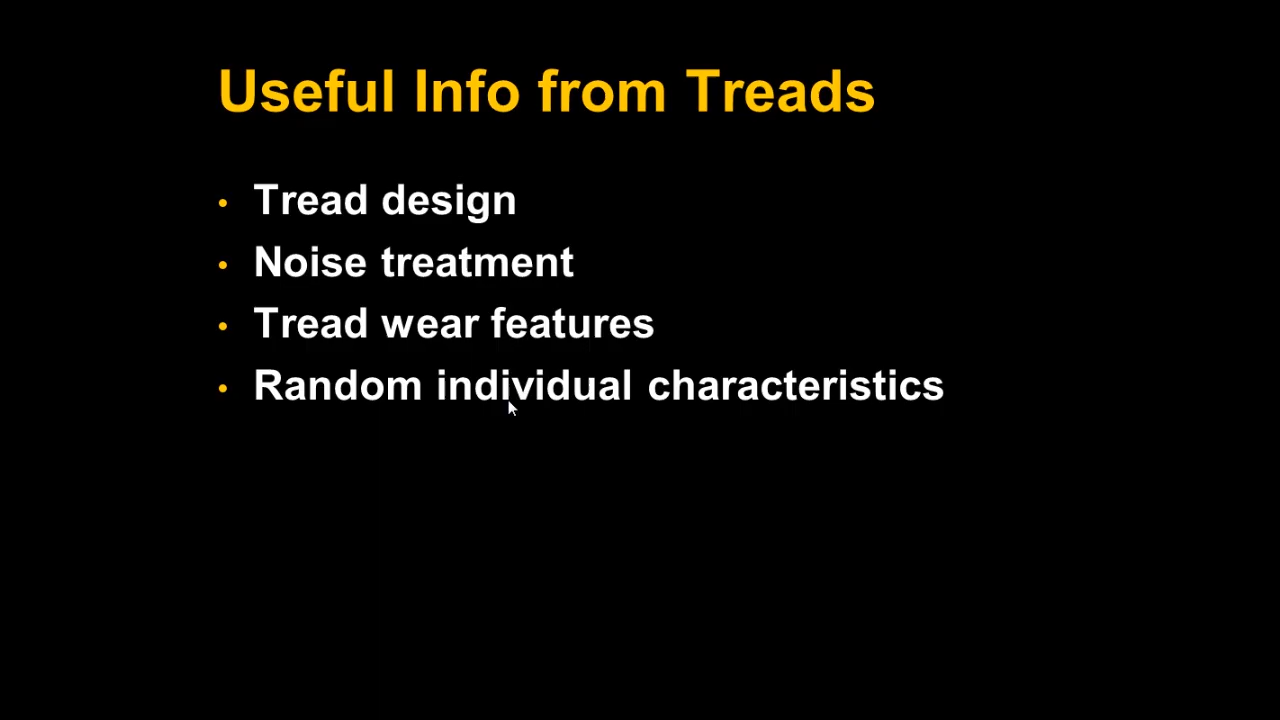 Useful Info from Treads
• Tread design
• Noise treatment
• Tread wear features
• Random individual characteristics